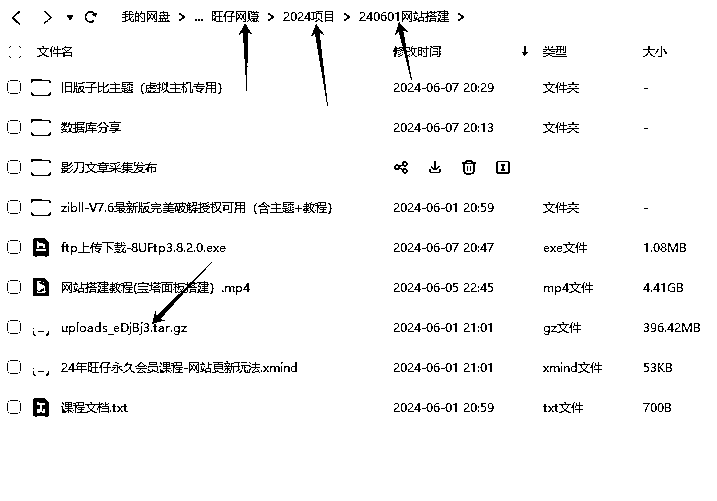 我的网盘 > ... 旺仔网赚 > 2024项目 > 240601网站搭建 >
文件名 修改时间 类型 大小
旧版子比主题（虚拟主机专用） 2024-06-07 20:29 文件夹 -
数据库分享 2024-06-07 20:13 文件夹 -
影刀文章采集发布
zibll-V7.6最新版完美破解授权可用（含主题+教程） 2024-06-01 20:59 文件夹 -
ftp上传下载-8UFtp3.8.2.0.exe 2024-06-07 20:47 exe文件 1.08MB
网站搭建教程(宝塔面板搭建）.mp4 2024-06-05 22:45 mp4文件 4.41GB
uploads_eDjBj3.tar.gz 2024-06-01 21:01 gz文件 396.42MB
24年旺仔永久会员课程-网站更新玩法.xmind 2024-06-01 21:01 xmind文件 53KB
课程文档.txt 2024-06-01 20:59 txt文件 700B